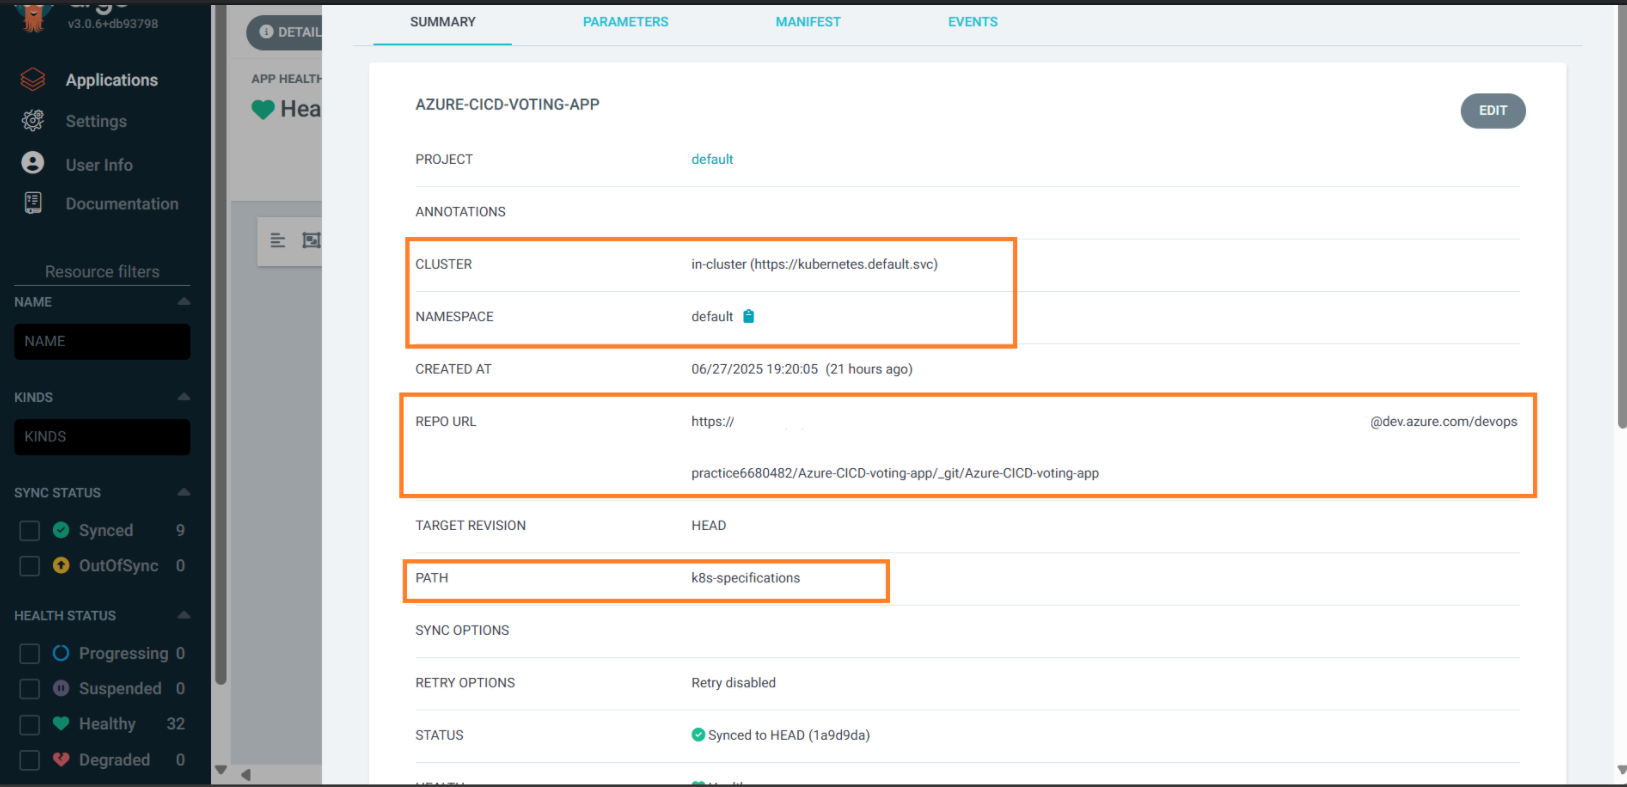 argo
v3.0.6+db93798
Applications
Settings
User Info
Documentation
Resource filters
NAME
NAME
KINDS
KINDS
SYNC STATUS
Synced 9
OutOfSync 0
HEALTH STATUS
Progressing 0
Suspended 0
Healthy 32
Degraded 0
DETAIL
APP HEALTH
Hea
SUMMARY PARAMETERS MANIFEST EVENTS
AZURE-CICD-VOTING-APP
EDIT
PROJECT default
ANNOTATIONS
CLUSTER in-cluster (https://kubernetes.default.svc)
NAMESPACE default
CREATED AT 06/27/2025 19:20:05 (21 hours ago)
REPO URL https:// @dev.azure.com/devops
practice6680482/Azure-CICD-voting-app/_git/Azure-CICD-voting-app
TARGET REVISION HEAD
PATH k8s-specifications
SYNC OPTIONS
RETRY OPTIONS Retry disabled
STATUS Synced to HEAD (1a9d9da)